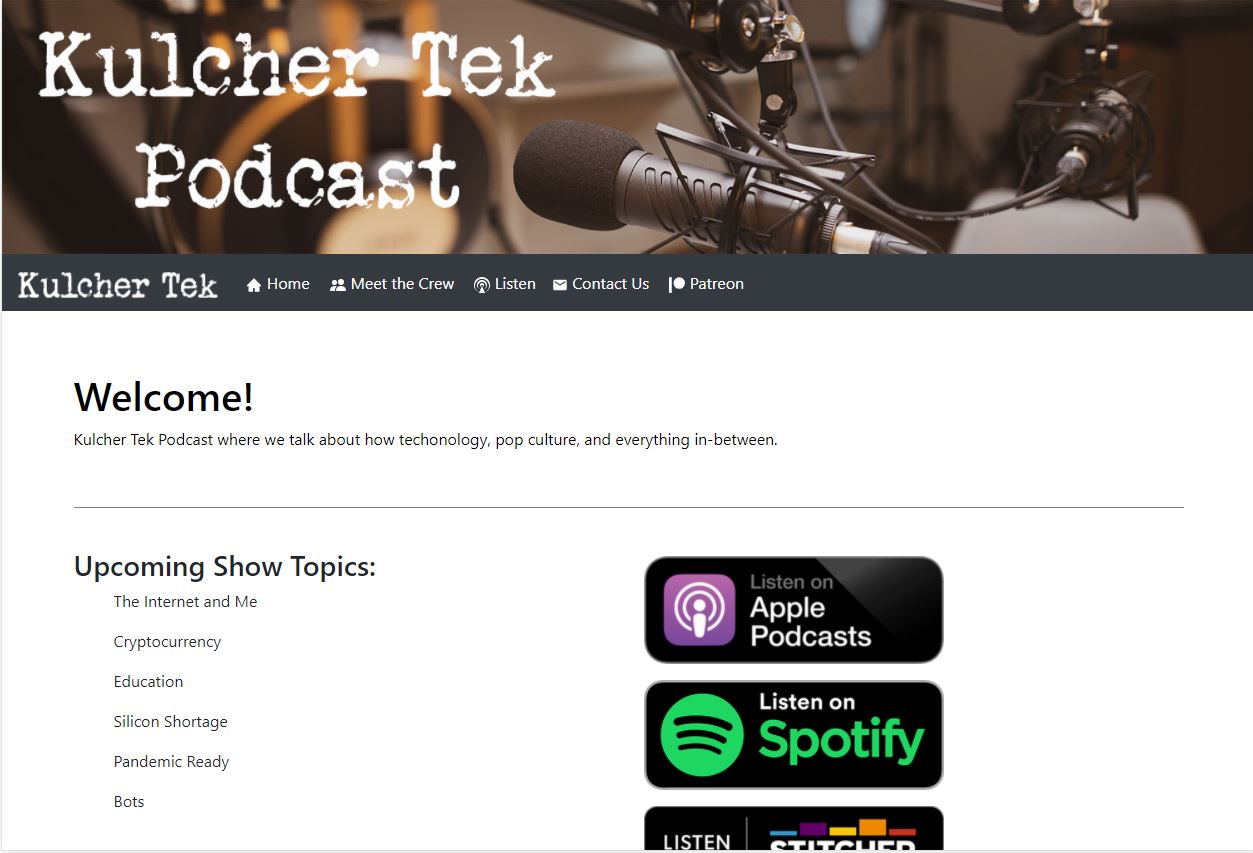 Kulcher Tek
Podcast
Kulcher Tek Home Meet the Crew Listen Contact Us Patreon
Welcome!
Kulcher Tek Podcast where we talk about how techonology, pop culture, and everything in-between.
Upcoming Show Topics:
The Internet and Me
Cryptocurrency
Education
Silicon Shortage
Pandemic Ready
Bots
Listen on
Apple
Podcasts
Listen on
Spotify
LISTEN
STITCHER